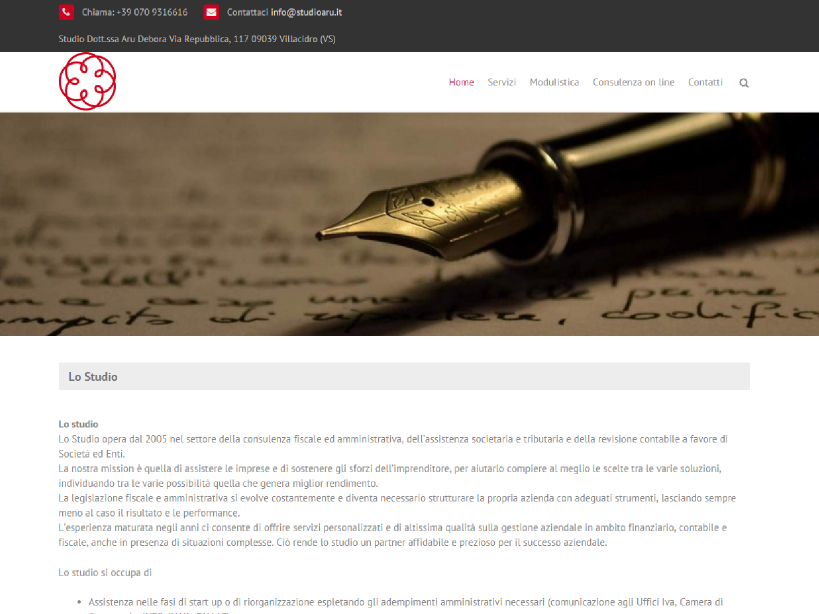 Chiama: +39 070 9316616 Contattaci info@studioaru.it
Studio Dott.ssa Aru Debora Via Repubblica, 117 09039 Villacidro (VS)
Home Servizi Modulistica Consulenza on line Contatti
dell'uomo
una prime
di ripetere,
Lo Studio
Lo studio
Lo Studio opera dal 2005 nel settore della consulenza fiscale ed amministrativa, dell'assistenza societaria e tributaria e della revisione contabile a favore di
Società ed Enti.
La nostra mission è quella di assistere le imprese e di sostenere gli sforzi dell'imprenditore, per aiutarlo compiere al meglio le scelte tra le varie soluzioni,
individuando tra le varie possibilità quella che genera miglior rendimento.
La legislazione fiscale e amministrativa si evolve costantemente e diventa necessario strutturare la propria azienda con adeguati strumenti, lasciando sempre
meno al caso il risultato e le performance.
L'esperienza maturata negli anni ci consente di offrire servizi personalizzati e di altissima qualità sulla gestione aziendale in ambito finanziario, contabile e
fiscale, anche in presenza di situazioni complesse. Ciò rende lo studio un partner affidabile e prezioso per il successo aziendale.
Lo studio si occupa di
• Assistenza nelle fasi di start up o di riorganizzazione espletando gli adempimenti amministrativi necessari (comunicazione agli Uffici Iva, Camera di